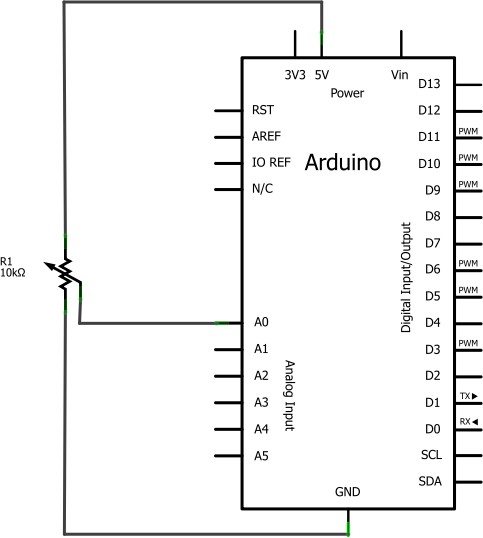 3V3 5V Vin
Power
D13
RST D12
AREF D11 PWM
IO REF Arduino D10 PWM
N/C D9 PWM
D8
D7
Digital Input/Output
R1
10kΩ
D6 PWM
D5 PWM
A0 D4
A1 D3 PWM
Analog Input
A2 D2
A3 D1 TX
A4 D0 RX
A5 SCL
SDA
GND